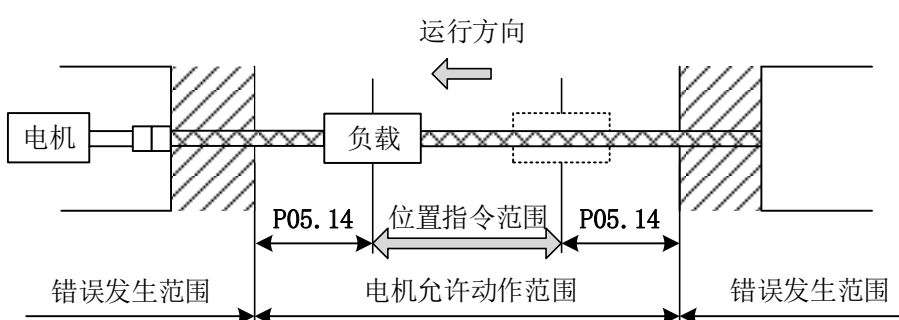 运行方向
电机
负载
P05.14
位置指令范围
P05.14
错误发生范围
电机允许动作范围
错误发生范围